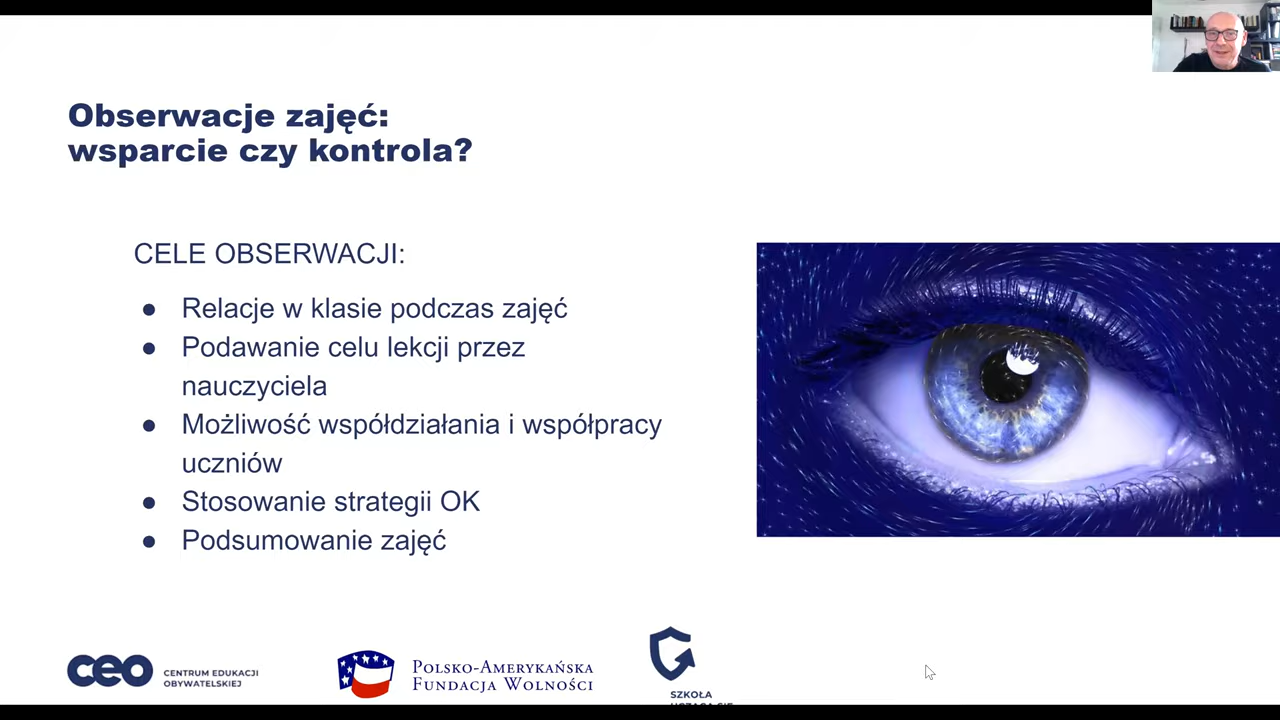 Obserwacje zajęć:
wsparcie czy kontrola?
CELE OBSERWACJI:
● Relacje w klasie podczas zajęć
● Podawanie celu lekcji przez
nauczyciela
● Możliwość współdziałania i współpracy
uczniów
● Stosowanie strategii OK
● Podsumowanie zajęć
ceo CENTRUM EDUKACJI
OBYWATELSKIEJ
POLSKO-AMERYKAŃSKA
FUNDACJA WOLNOŚCI
SZKOŁA